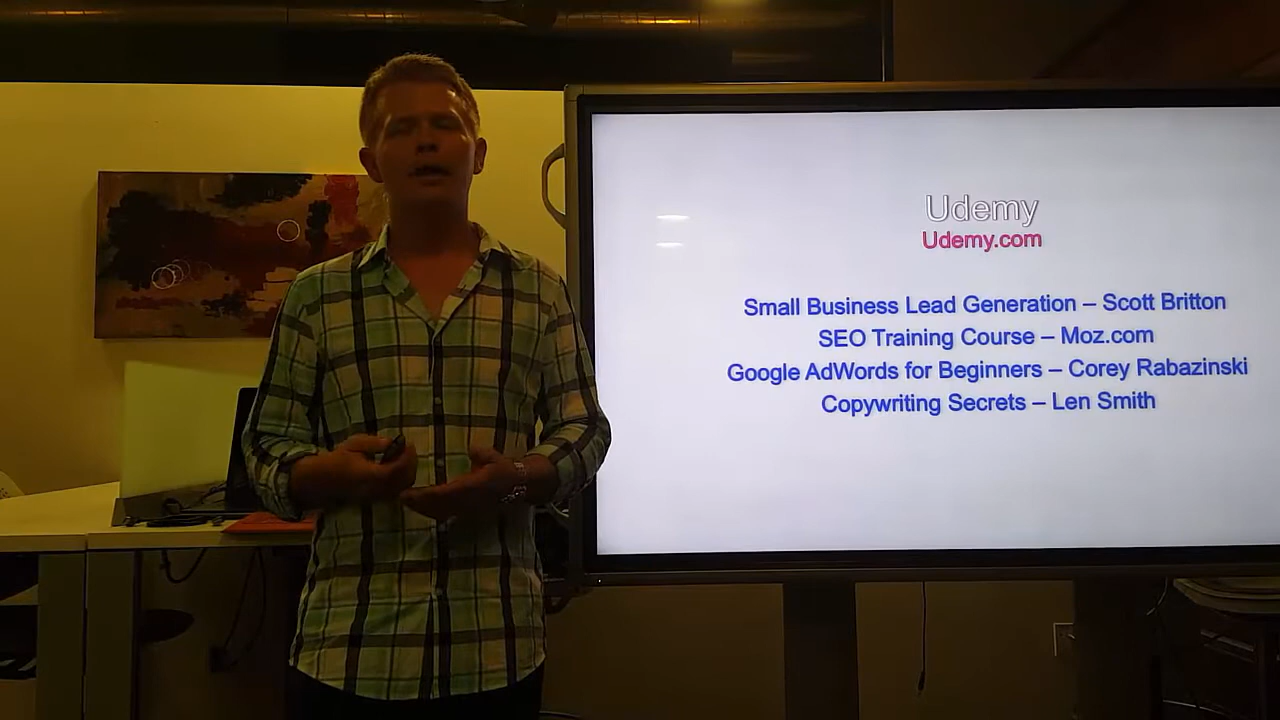 Udemy
Udemy.com
Small Business Lead Generation – Scott Britton
SEO Training Course – Moz.com
Google AdWords for Beginners – Corey Rabazinski
Copywriting Secrets – Len Smith